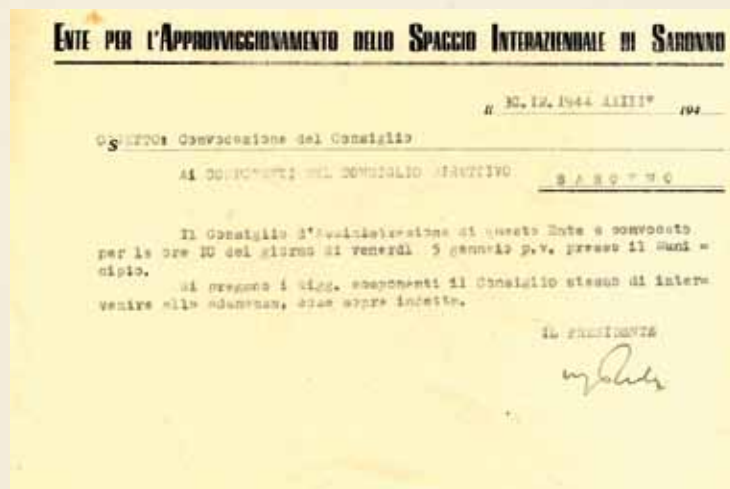 ENTE PER L'APPROVVIGGIONAMENTO DELLO SPACCIO INTERAZIENDALE DI SARONNO
il 30.12.1944 XXIII° 194
OGGETTO: Convocazione del Consiglio
Ai COMPONENTI DEL CONSIGLIO DIRETTIVO
SARONNO
Il Consiglio d'Amministrazione di questo Ente è convocato
per le ore 10 del giorno di venerdì 5 gennaio p.v. presso il Muni =
cipio.
Si pregano i Sigg. componenti il Consiglio stesso di inter=
venire alla adunanza, come sopra indetta.
IL PRESIDENTE